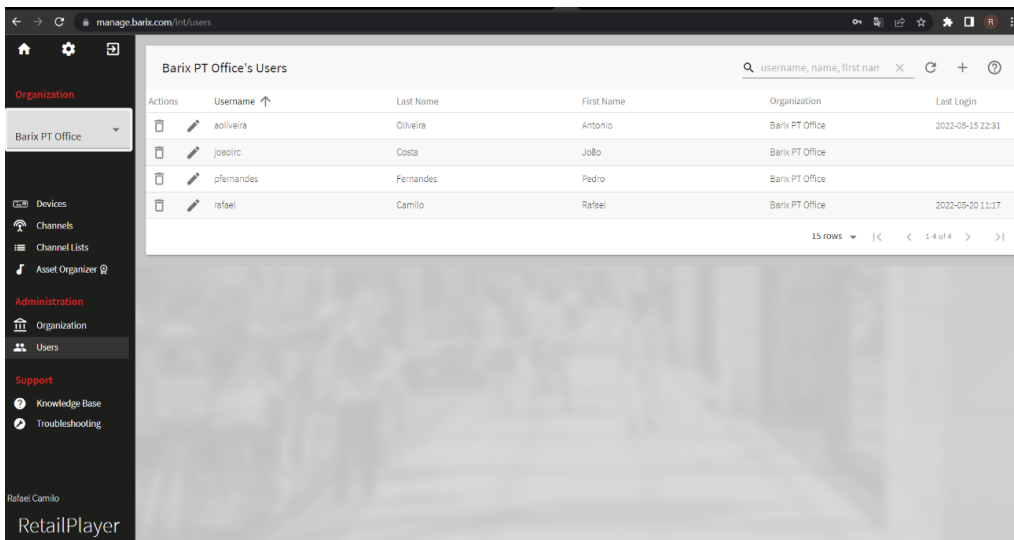 manage.barix.com/int/users
R
Organization
Barix PT Office
Devices
Channels
Channel Lists
Asset Organizer
Administration
Organization
Users
Support
Knowledge Base
Troubleshooting
Rafael Camilo
RetailPlayer
Barix PT Office's Users
username, name, first nam
Actions Username Last Name First Name Organization Last Login
aoliveira Oliveira Antonio Barix PT Office 2022-05-15 22:31
joaoirc Costa João Barix PT Office
pfernandes Fernandes Pedro Barix PT Office
rafael Camilo Rafael Barix PT Office 2022-05-20 11:17
15 rows 1-4 of 4